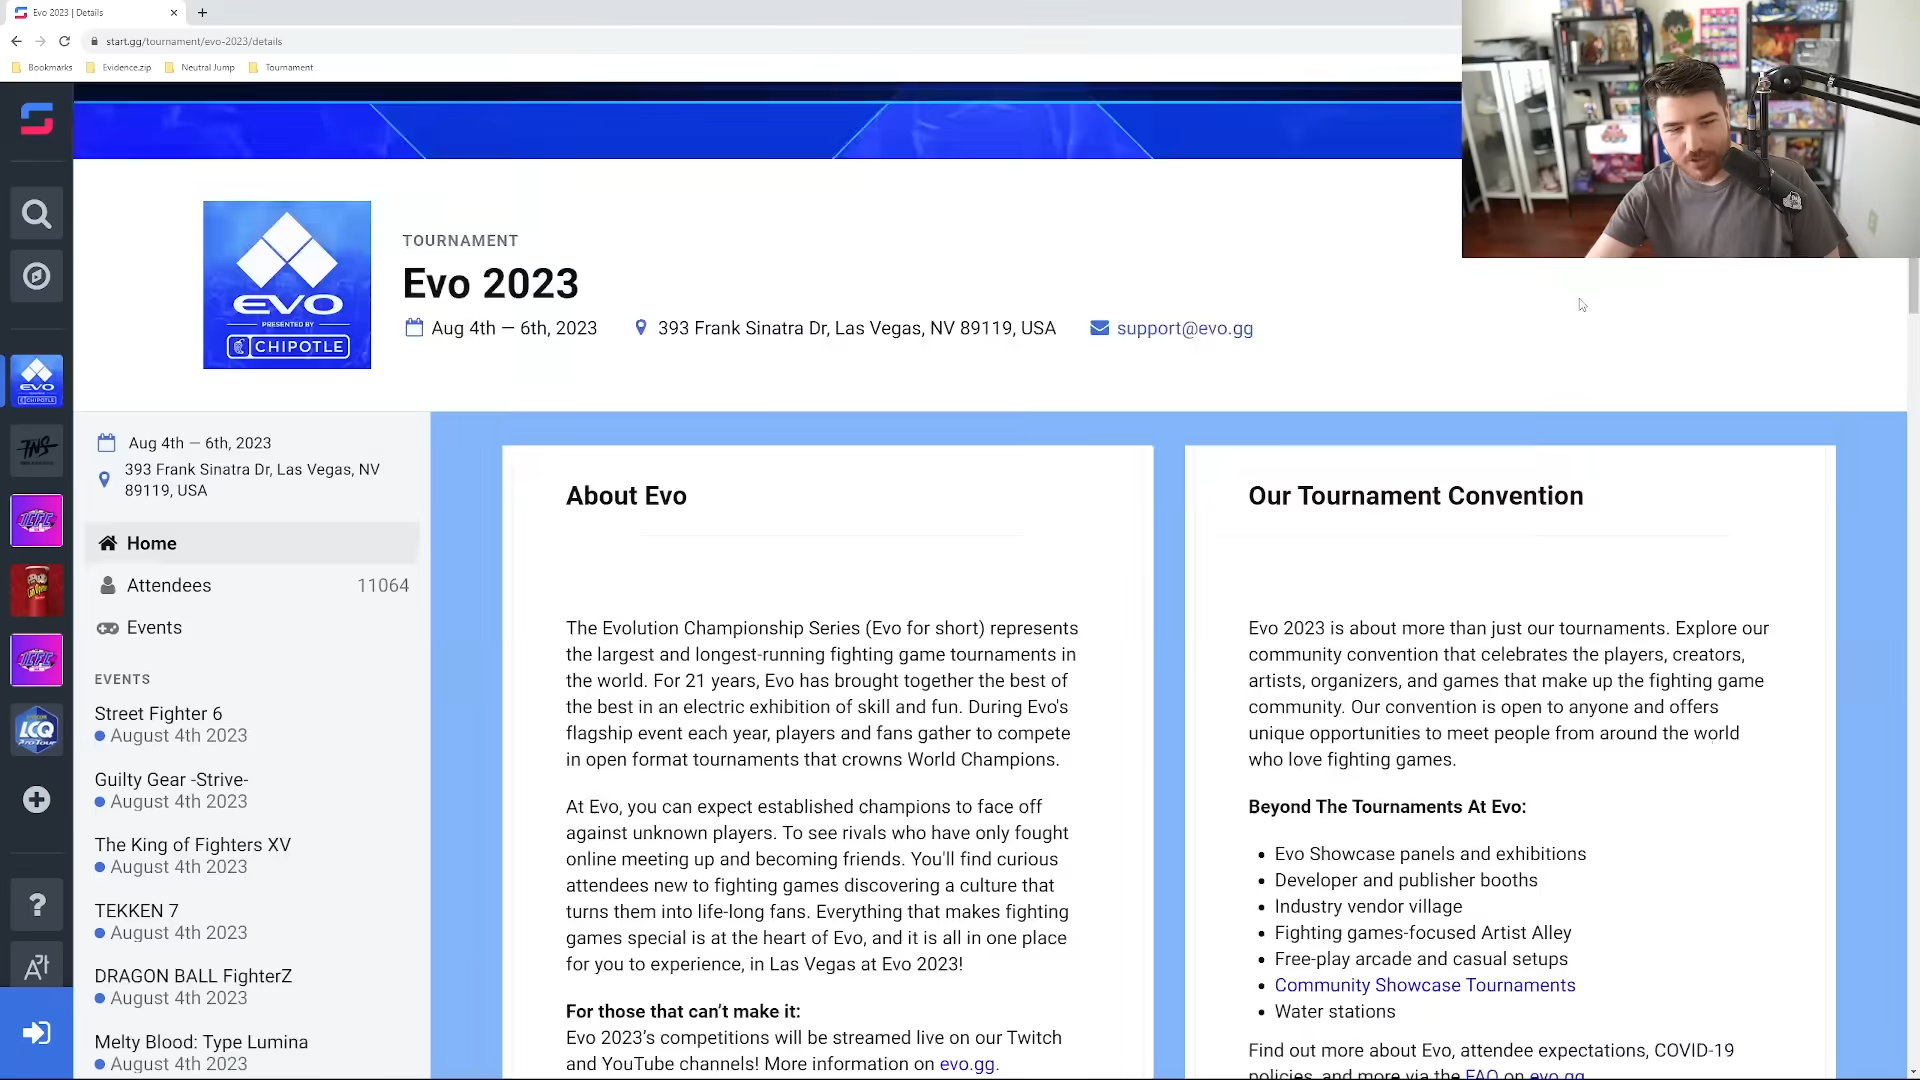 Evo 2023 | Details
start.gg/tournament/evo-2023/details
Bookmarks
Evidence.zip
Neutral Jump
Tournament
EVO
PRESENTED BY
CHIPOTLE
TOURNAMENT
Evo 2023
Aug 4th — 6th, 2023
393 Frank Sinatra Dr, Las Vegas, NV 89119, USA
support@evo.gg
EVO
CHIPOTLE
TNS
LCQ
Aug 4th — 6th, 2023
393 Frank Sinatra Dr, Las Vegas, NV
89119, USA
Home
Attendees 11064
Events
EVENTS
Street Fighter 6
August 4th 2023
Guilty Gear -Strive-
August 4th 2023
The King of Fighters XV
August 4th 2023
TEKKEN 7
August 4th 2023
DRAGON BALL FighterZ
August 4th 2023
Melty Blood: Type Lumina
August 4th 2023
About Evo
The Evolution Championship Series (Evo for short) represents
the largest and longest-running fighting game tournaments in
the world. For 21 years, Evo has brought together the best of
the best in an electric exhibition of skill and fun. During Evo's
flagship event each year, players and fans gather to compete
in open format tournaments that crowns World Champions.
At Evo, you can expect established champions to face off
against unknown players. To see rivals who have only fought
online meeting up and becoming friends. You'll find curious
attendees new to fighting games discovering a culture that
turns them into life-long fans. Everything that makes fighting
games special is at the heart of Evo, and it is all in one place
for you to experience, in Las Vegas at Evo 2023!
For those that can’t make it:
Evo 2023’s competitions will be streamed live on our Twitch
and YouTube channels! More information on evo.gg.
Our Tournament Convention
Evo 2023 is about more than just our tournaments. Explore our
community convention that celebrates the players, creators,
artists, organizers, and games that make up the fighting game
community. Our convention is open to anyone and offers
unique opportunities to meet people from around the world
who love fighting games.
Beyond The Tournaments At Evo:
Evo Showcase panels and exhibitions
Developer and publisher booths
Industry vendor village
Fighting games-focused Artist Alley
Free-play arcade and casual setups
Community Showcase Tournaments
Water stations
Find out more about Evo, attendee expectations, COVID-19
policies, and more via the FAQ on evo.gg